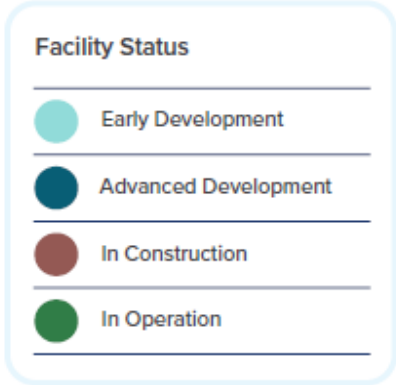 Facility Status
Early Development
Advanced Development
In Construction
In Operation